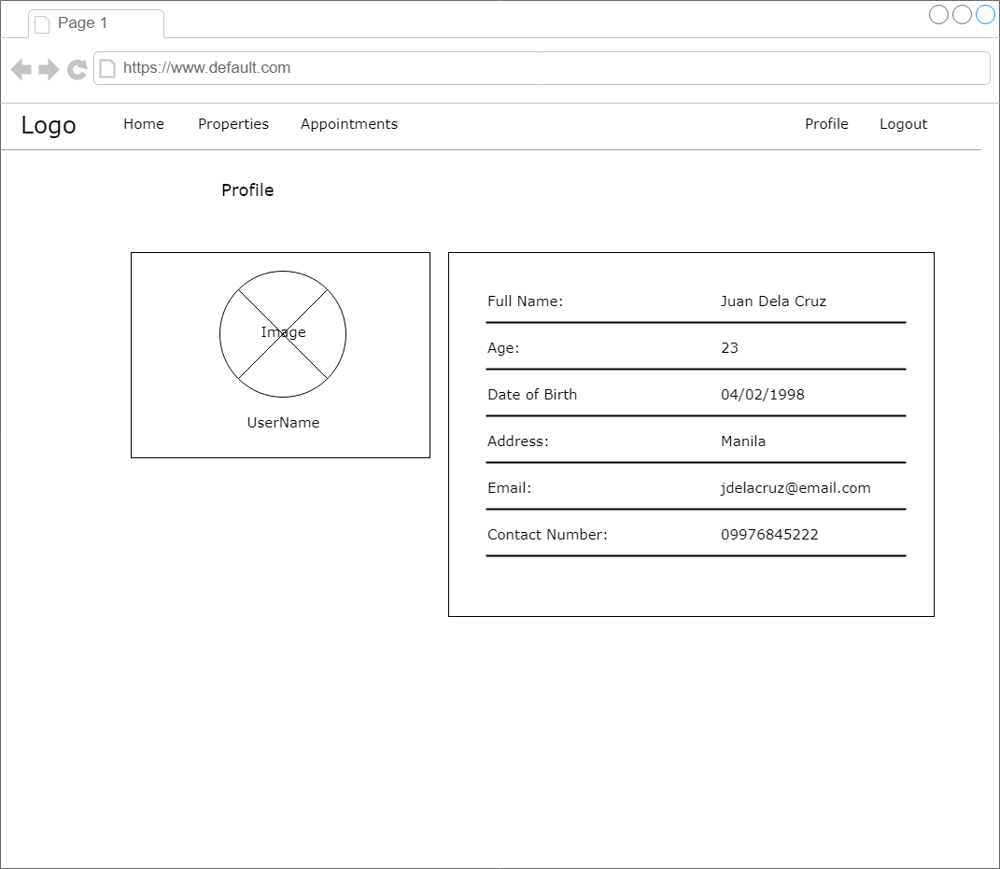 Page 1
https://www.default.com
Logo Home Properties Appointments Profile Logout
Profile
Image
UserName
Full Name: Juan Dela Cruz
Age: 23
Date of Birth 04/02/1998
Address: Manila
Email: jdelacruz@email.com
Contact Number: 09976845222